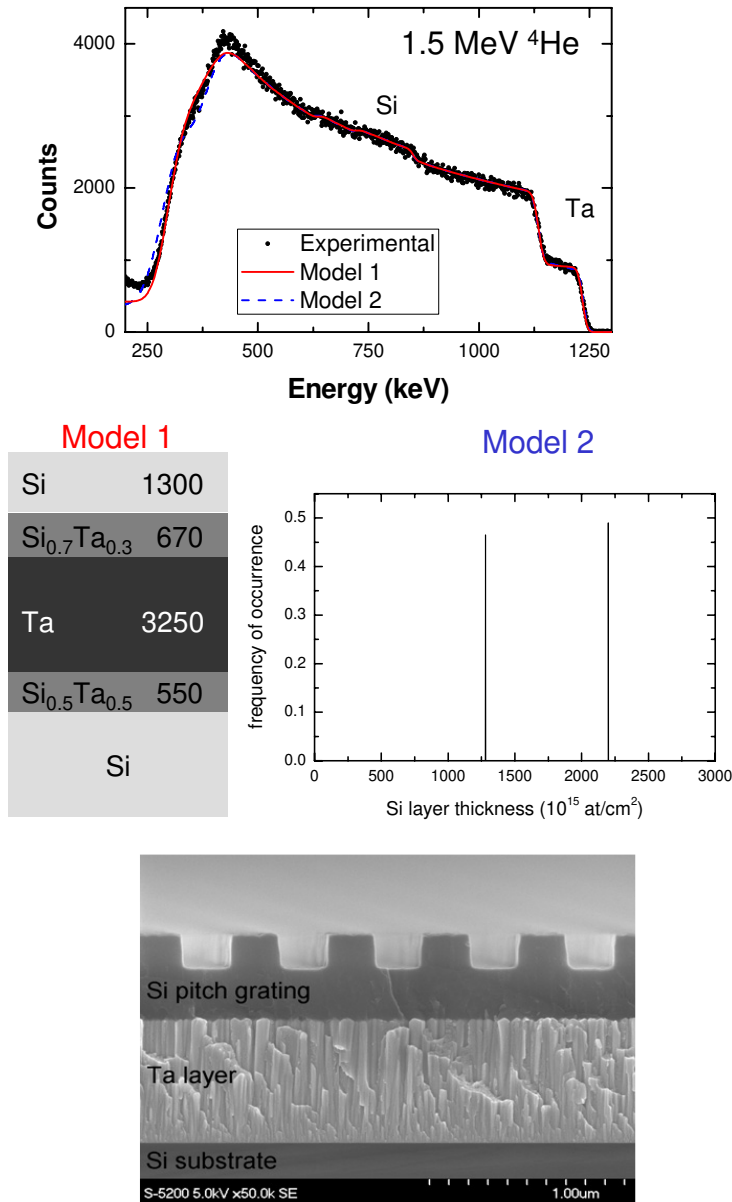 1.5 MeV ⁴He
Si
Ta
Experimental
Model 1
Model 2
Counts
4000
2000
0
250
500
750
1000
1250
Energy (keV)
Model 1
Si 1300
Si₀.₇Ta₀.₃ 670
Ta 3250
Si₀.₅Ta₀.₅ 550
Si
Model 2
frequency of occurrence
0.5
0.4
0.3
0.2
0.1
0.0
0
500
1000
1500
2000
2500
3000
Si layer thickness (10¹⁵ at/cm²)
Si pitch grating
Ta layer
Si substrate
S-5200 5.0kV x50.0k SE
1.00um